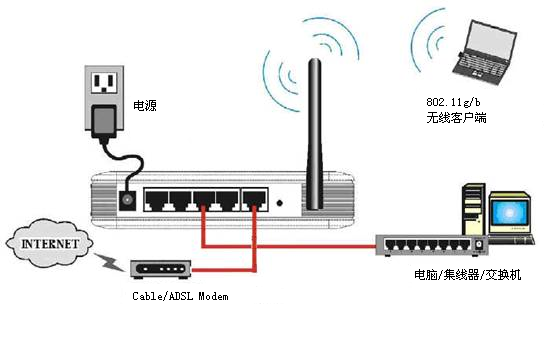 电源
802.11g/b
无线客户端
INTERNET
Cable/ADSL Modem
电脑/集线器/交换机